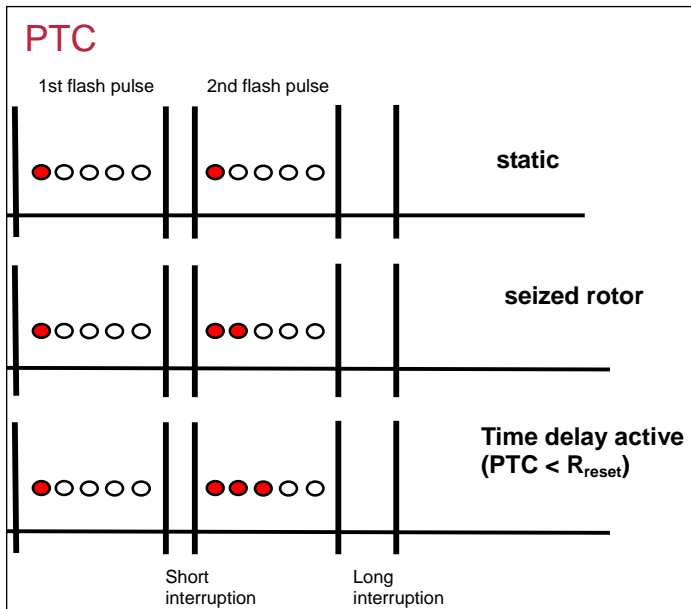 PTC
1st flash pulse
2nd flash pulse
static
seized rotor
Time delay active
(PTC < Rreset)
Short
interruption
Long
interruption